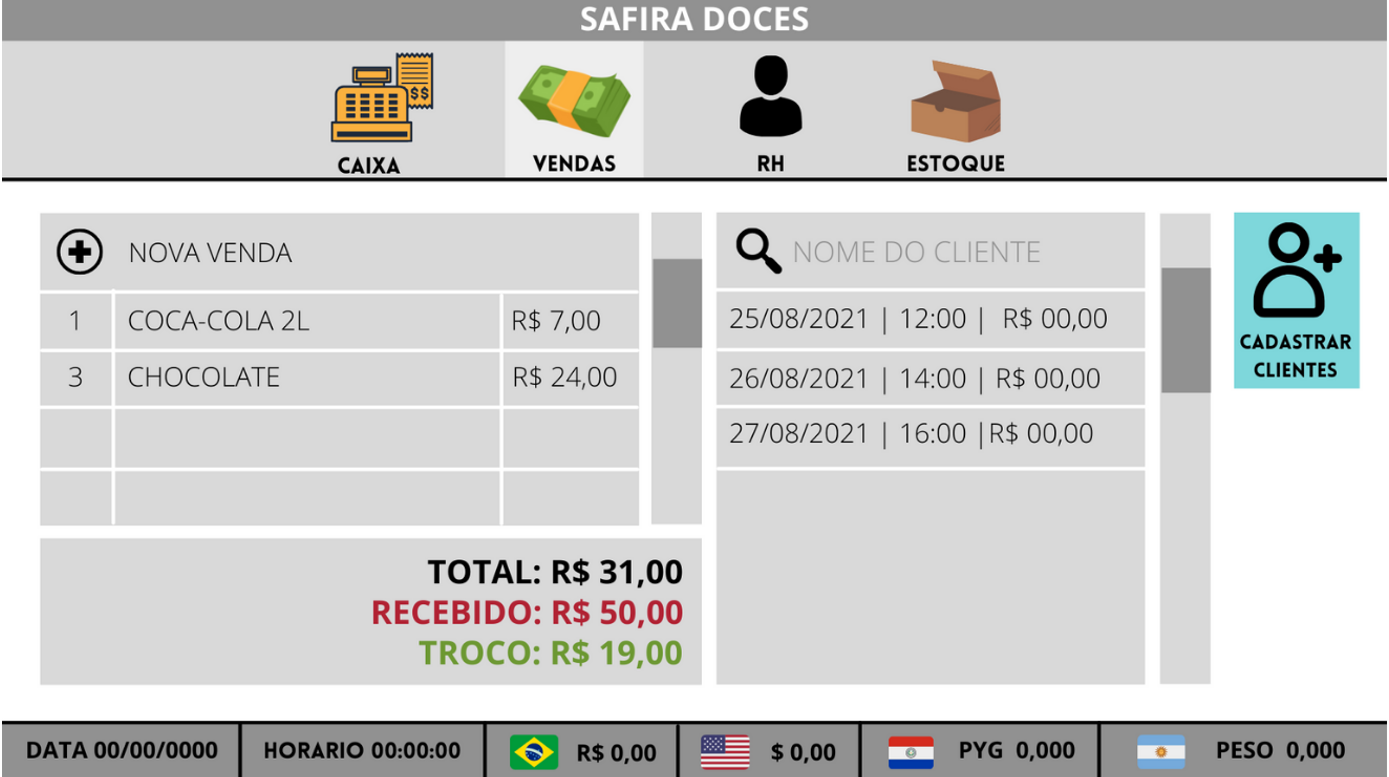 SAFIRA DOCES
$$
CAIXA
VENDAS
RH
ESTOQUE
NOVA VENDA
1 COCA-COLA 2L R$ 7,00
3 CHOCOLATE R$ 24,00
TOTAL: R$ 31,00
RECEBIDO: R$ 50,00
TROCO: R$ 19,00
NOME DO CLIENTE
25/08/2021 | 12:00 | R$ 00,00
26/08/2021 | 14:00 | R$ 00,00
27/08/2021 | 16:00 |R$ 00,00
CADASTRAR
CLIENTES
DATA 00/00/0000 HORARIO 00:00:00 R$ 0,00 $ 0,00 PYG 0,000 PESO 0,000